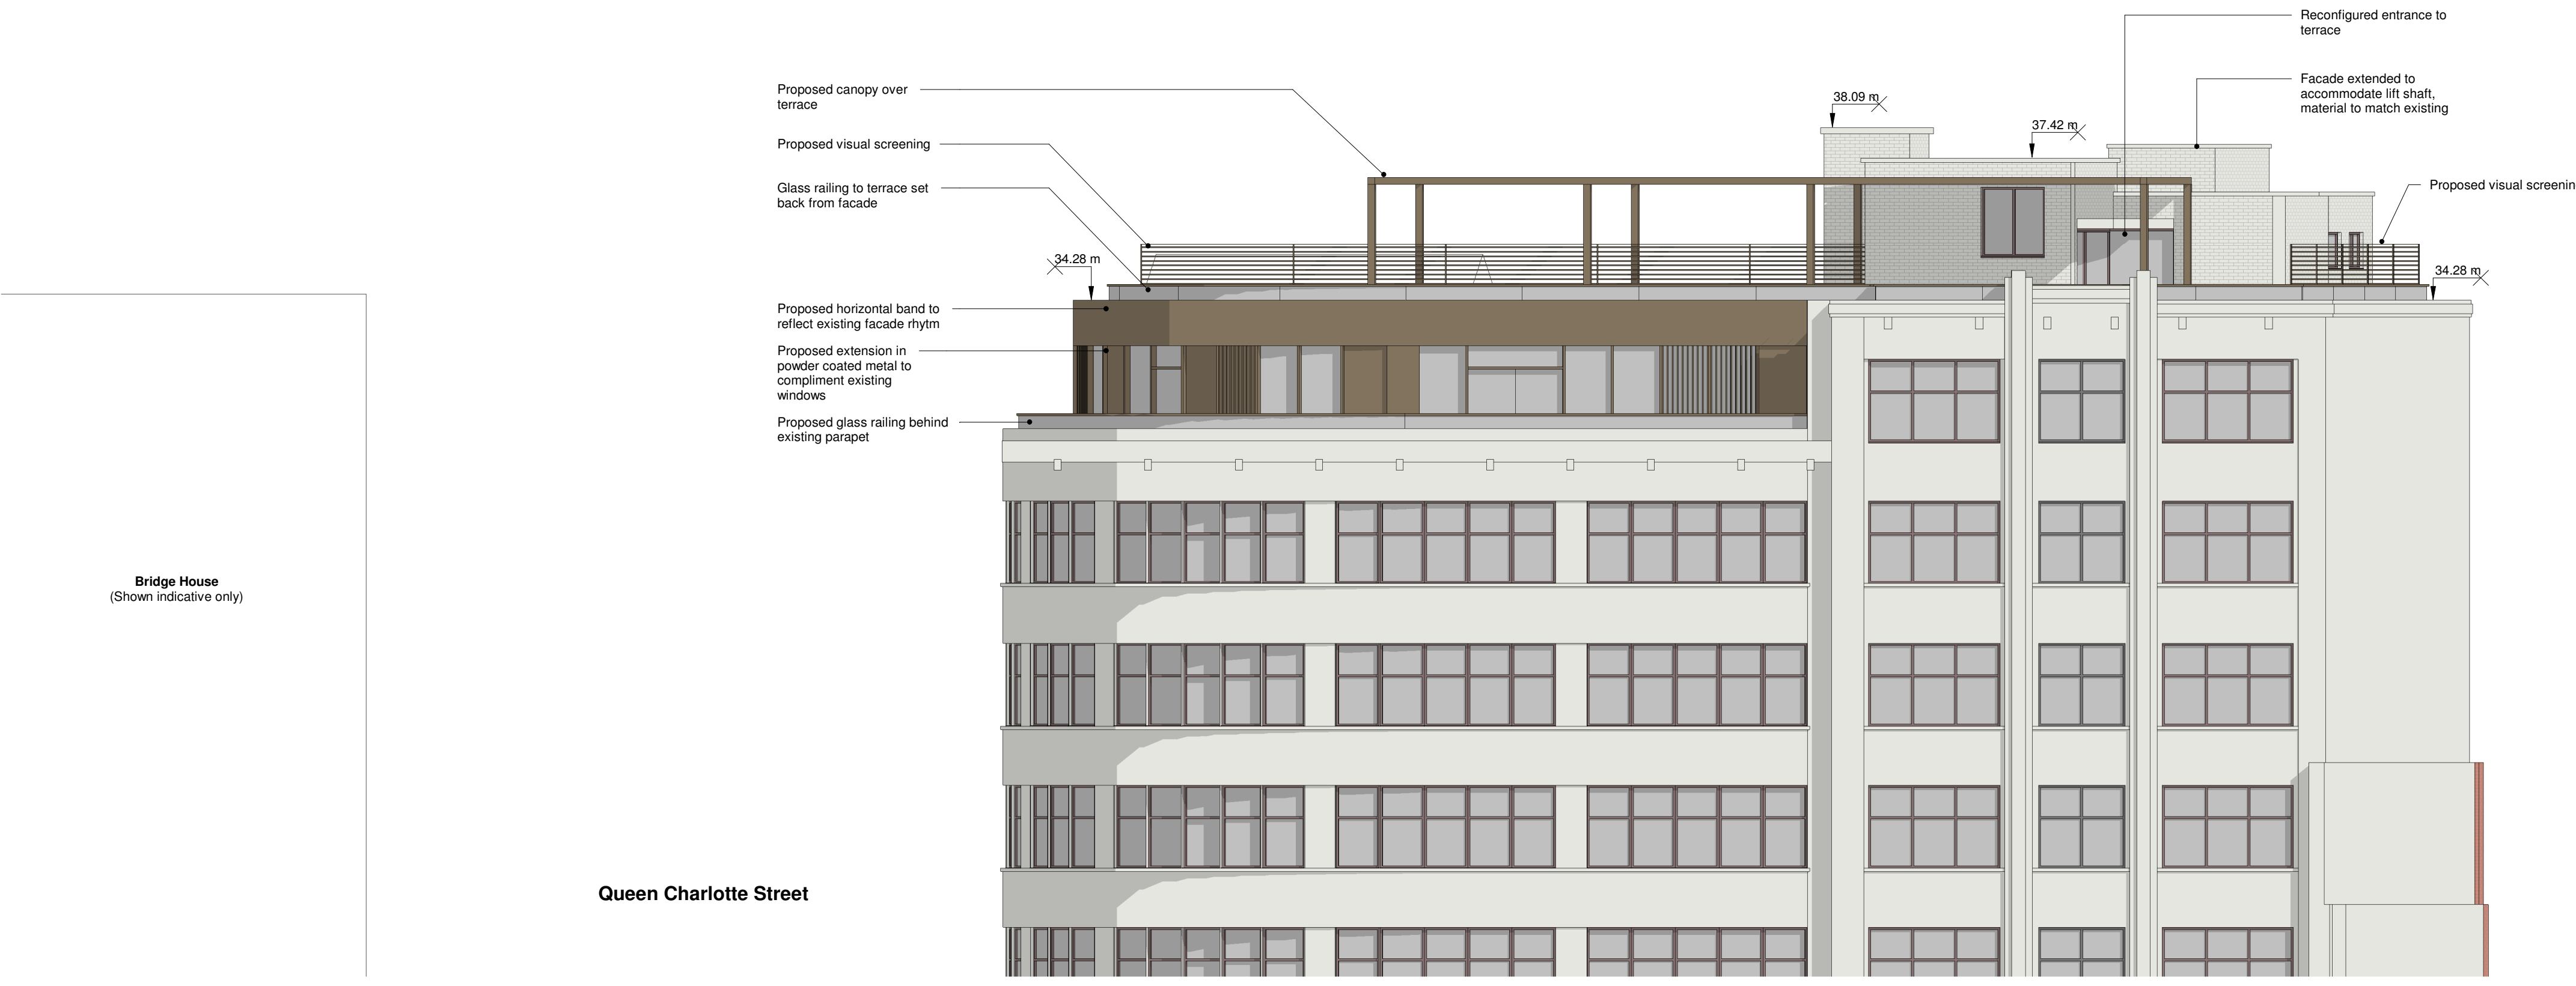 Reconfigured entrance to
terrace
Facade extended to
accommodate lift shaft,
material to match existing
Proposed canopy over
terrace
38.09 m
37.42 m
Proposed visual screening
Glass railing to terrace set
back from facade
Proposed visual screenin
34.28 m
34.28 m
Proposed horizontal band to
reflect existing facade rhytm
Proposed extension in
powder coated metal to
compliment existing
windows
Proposed glass railing behind
existing parapet
Bridge House
(Shown indicative only)
Queen Charlotte Street